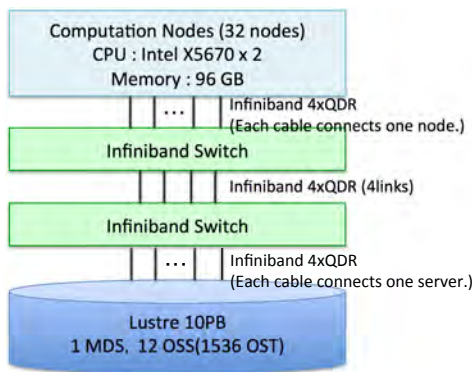 Computation Nodes (32 nodes)
CPU : Intel X5670 x 2
Memory : 96 GB
...
Infiniband 4xQDR
(Each cable connects one node.)
Infiniband Switch
Infiniband 4xQDR (4links)
Infiniband Switch
...
Infiniband 4xQDR
(Each cable connects one server.)
Lustre 10PB
1 MDS, 12 OSS(1536 OST)